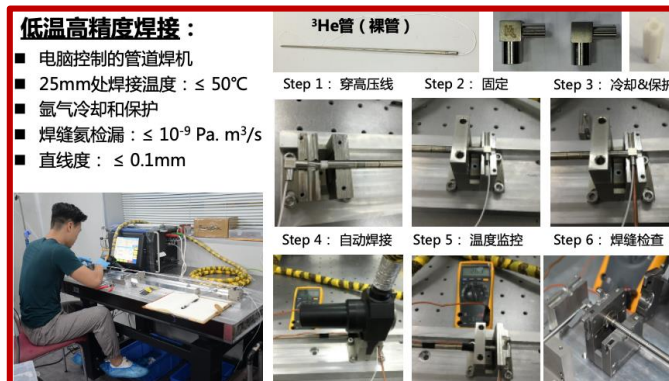 低温高精度焊接：
■ 电脑控制的管道焊机
■ 25mm处焊接温度：≤ 50℃
■ 氩气冷却和保护
■ 焊缝氦检漏：≤ 10⁻⁹ Pa. m³/s
■ 直线度： ≤ 0.1mm
³He管（裸管）
Step 1： 穿高压线
Step 2： 固定
Step 3： 冷却&保护
Step 4： 自动焊接
Step 5： 温度监控
Step 6： 焊缝检查